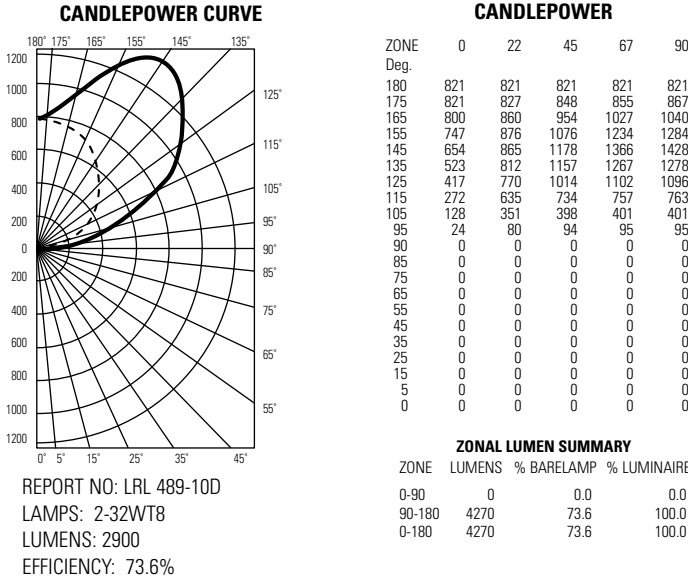 CANDLEPOWER CURVE
180° 175° 165° 155° 145° 135°
1200
1000
800
600
400
200
0
200
400
600
800
1000
1200
125°
115°
105°
95°
90°
85°
75°
65°
55°
0° 5° 15° 25° 35° 45°
REPORT NO: LRL 489-10D
LAMPS: 2-32WT8
LUMENS: 2900
EFFICIENCY: 73.6%
CANDLEPOWER
ZONE 0 22 45 67 90
Deg.
180 821 821 821 821 821
175 821 827 848 855 867
165 800 860 954 1027 1040
155 747 876 1076 1234 1284
145 654 865 1178 1366 1428
135 523 812 1157 1267 1278
125 417 770 1014 1102 1096
115 272 635 734 757 763
105 128 351 398 401 401
95 24 80 94 95 95
90 0 0 0 0 0
85 0 0 0 0 0
75 0 0 0 0 0
65 0 0 0 0 0
55 0 0 0 0 0
45 0 0 0 0 0
35 0 0 0 0 0
25 0 0 0 0 0
15 0 0 0 0 0
5 0 0 0 0 0
0 0 0 0 0 0
ZONAL LUMEN SUMMARY
ZONE LUMENS % BARELAMP % LUMINAIRE
0-90 0 0.0 0.0
90-180 4270 73.6 100.0
0-180 4270 73.6 100.0